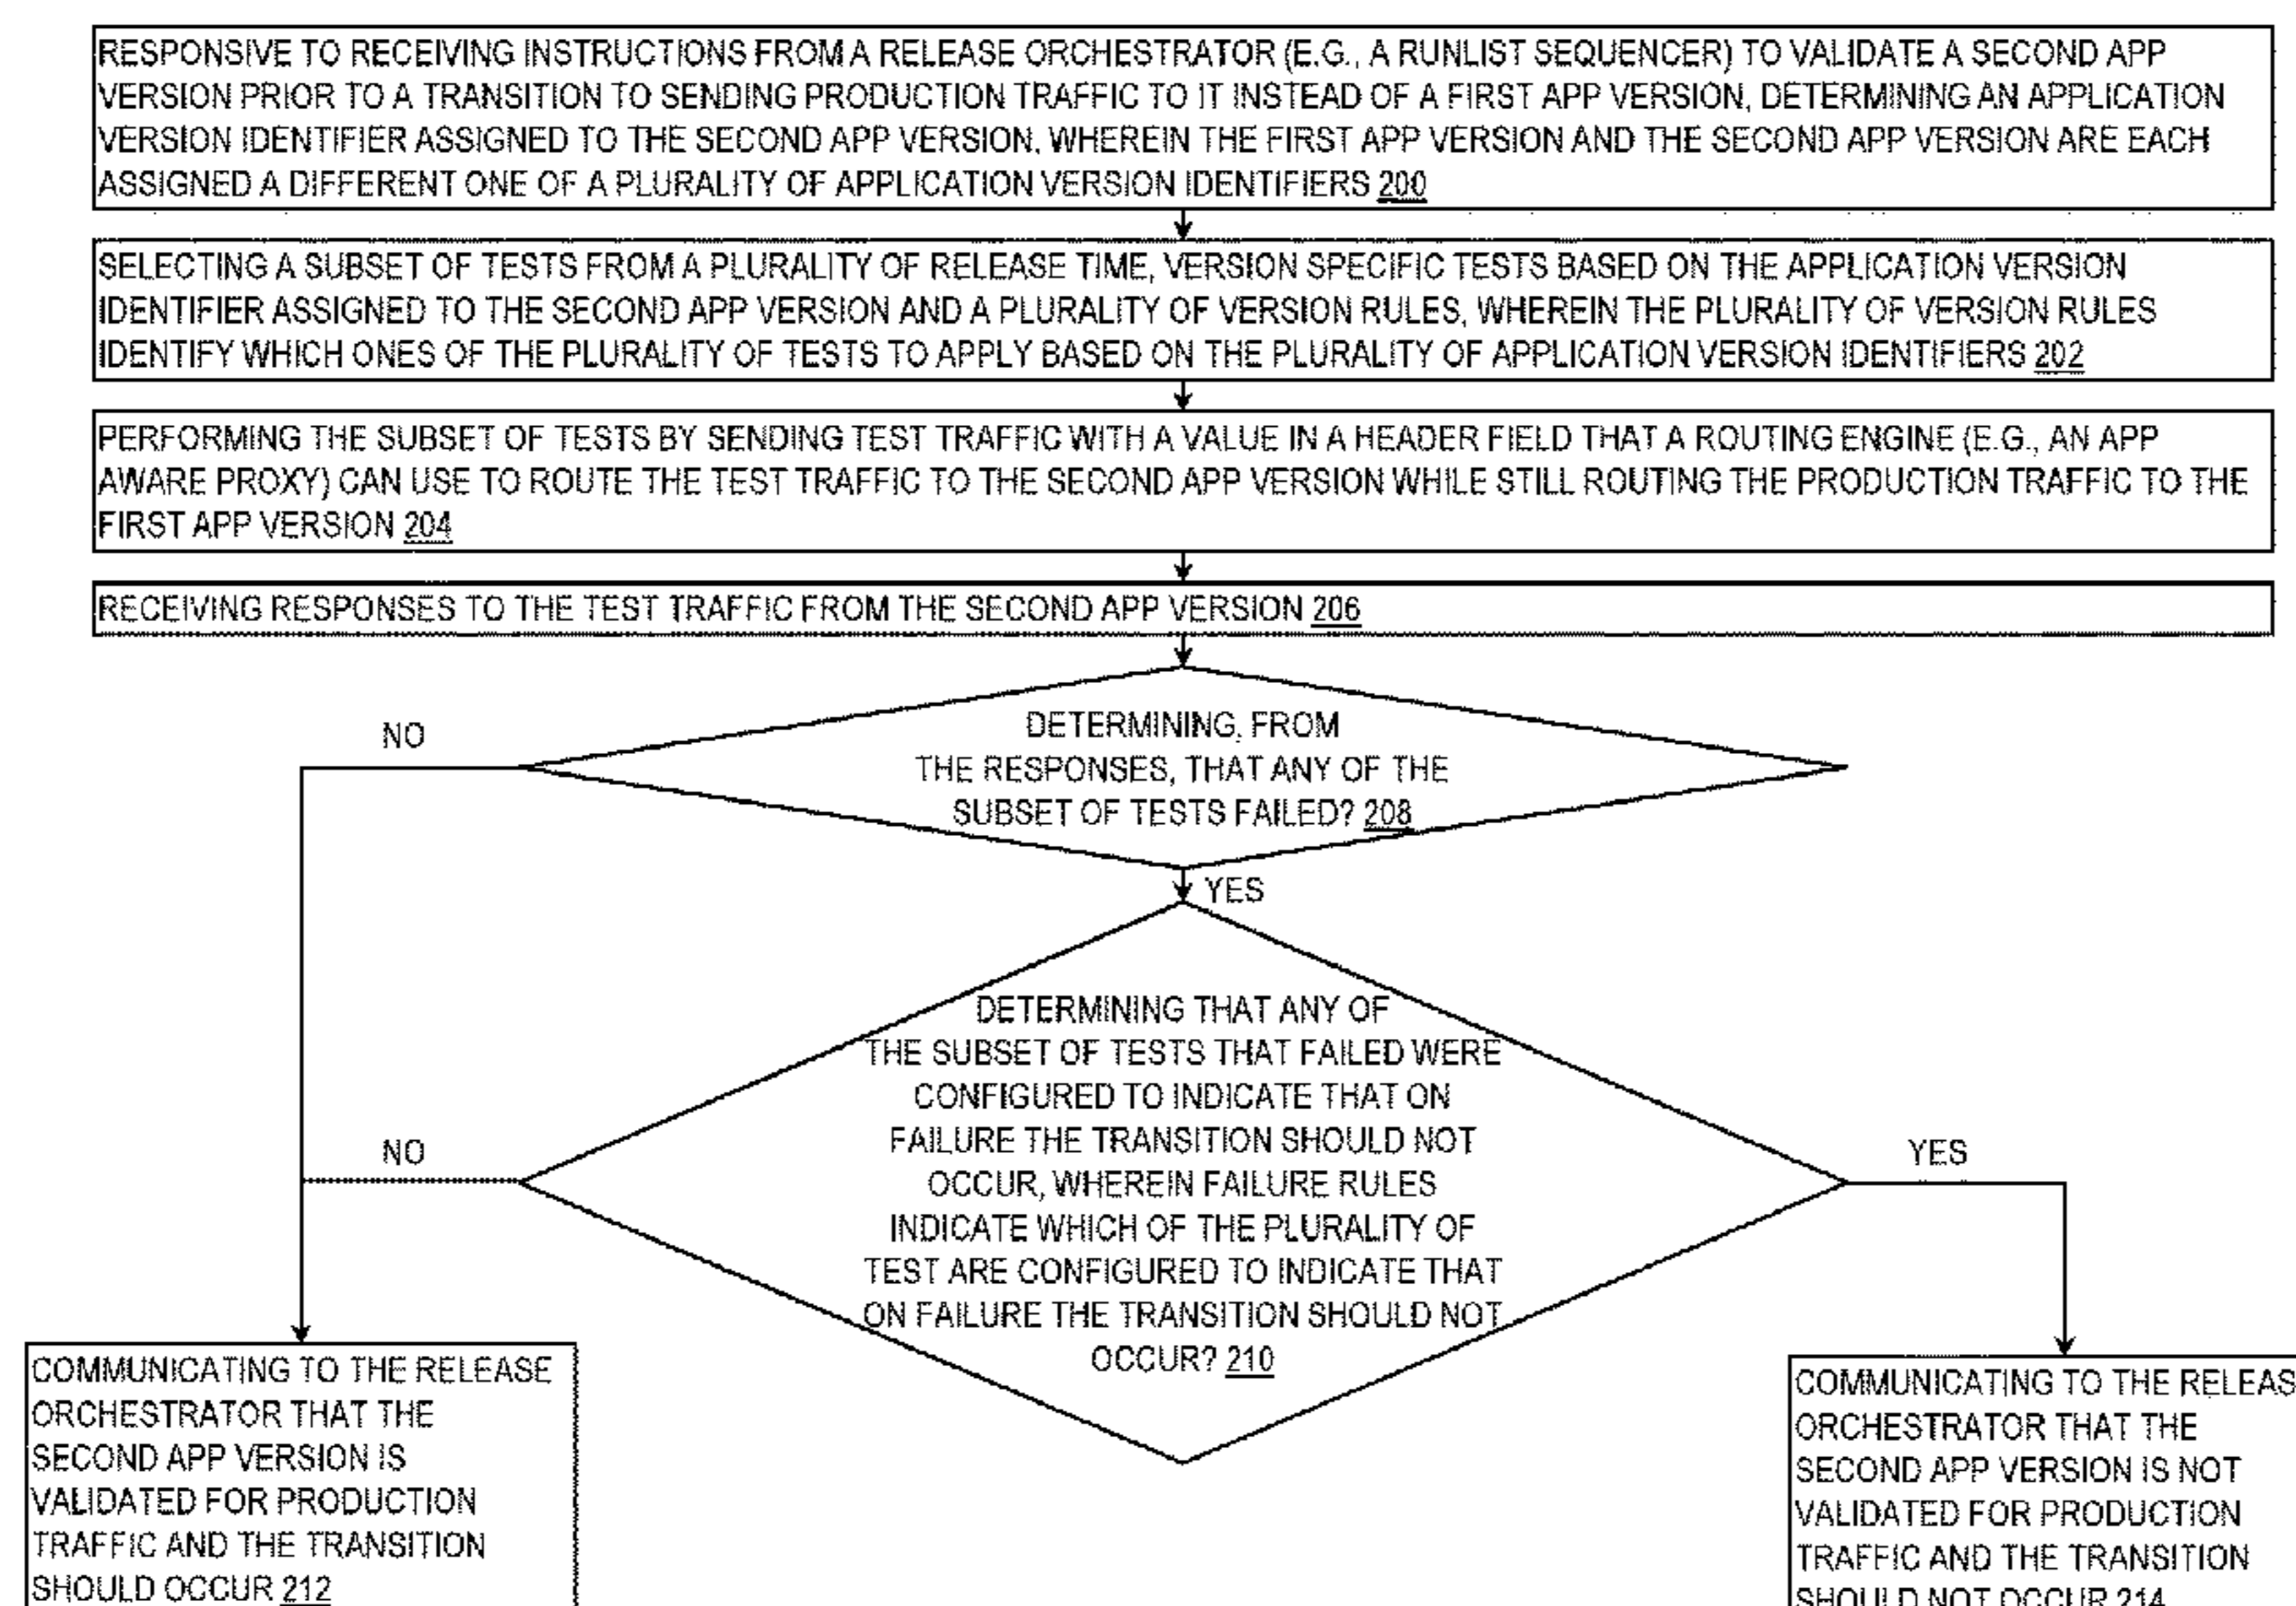 RESPONSIVE TO RECEIVING INSTRUCTIONS FROM A RELEASE ORCHESTRATOR (E.G., A RUNLIST SEQUENCER) TO VALIDATE A SECOND APP
VERSION PRIOR TO A TRANSITION TO SENDING PRODUCTION TRAFFIC TO IT INSTEAD OF A FIRST APP VERSION, DETERMINING AN APPLICATION
VERSION IDENTIFIER ASSIGNED TO THE SECOND APP VERSION, WHEREIN THE FIRST APP VERSION AND THE SECOND APP VERSION ARE EACH
ASSIGNED A DIFFERENT ONE OF A PLURALITY OF APPLICATION VERSION IDENTIFIERS 200
SELECTING A SUBSET OF TESTS FROM A PLURALITY OF RELEASE TIME, VERSION SPECIFIC TESTS BASED ON THE APPLICATION VERSION
IDENTIFIER ASSIGNED TO THE SECOND APP VERSION AND A PLURALITY OF VERSION RULES, WHEREIN THE PLURALITY OF VERSION RULES
IDENTIFY WHICH ONES OF THE PLURALITY OF TESTS TO APPLY BASED ON THE PLURALITY OF APPLICATION VERSION IDENTIFIERS 202
PERFORMING THE SUBSET OF TESTS BY SENDING TEST TRAFFIC WITH A VALUE IN A HEADER FIELD THAT A ROUTING ENGINE (E.G., AN APP
AWARE PROXY) CAN USE TO ROUTE THE TEST TRAFFIC TO THE SECOND APP VERSION WHILE STILL ROUTING THE PRODUCTION TRAFFIC TO THE
FIRST APP VERSION 204
RECEIVING RESPONSES TO THE TEST TRAFFIC FROM THE SECOND APP VERSION 206
NO
DETERMINING, FROM
THE RESPONSES, THAT ANY OF THE
SUBSET OF TESTS FAILED? 208
YES
DETERMINING THAT ANY OF
THE SUBSET OF TESTS THAT FAILED WERE
CONFIGURED TO INDICATE THAT ON
FAILURE THE TRANSITION SHOULD NOT
OCCUR, WHEREIN FAILURE RULES
INDICATE WHICH OF THE PLURALITY OF
TEST ARE CONFIGURED TO INDICATE THAT
ON FAILURE THE TRANSITION SHOULD NOT
OCCUR? 210
NO
YES
COMMUNICATING TO THE RELEASE
ORCHESTRATOR THAT THE
SECOND APP VERSION IS
VALIDATED FOR PRODUCTION
TRAFFIC AND THE TRANSITION
SHOULD OCCUR 212
COMMUNICATING TO THE RELEAS
ORCHESTRATOR THAT THE
SECOND APP VERSION IS NOT
VALIDATED FOR PRODUCTION
TRAFFIC AND THE TRANSITION
SHOULD NOT OCCUR 214